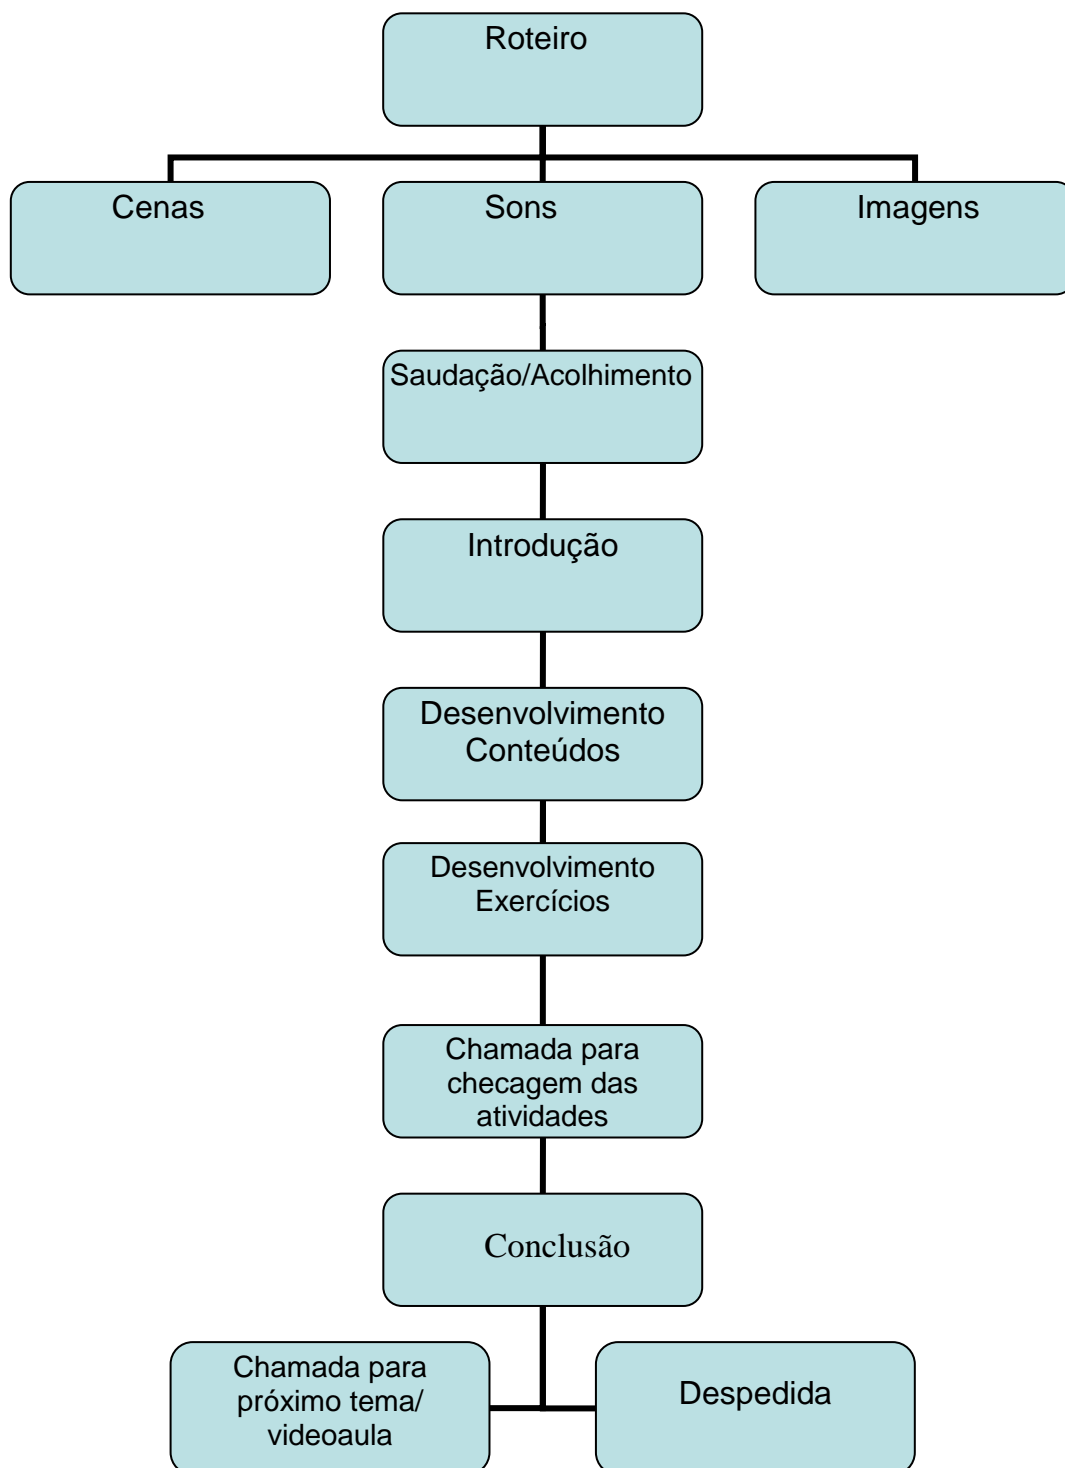 Roteiro
Cenas
Sons
Imagens
Saudação/Acolhimento
Introdução
Desenvolvimento
Conteúdos
Desenvolvimento
Exercícios
Chamada para
checagem das
atividades
Conclusão
Chamada para
próximo tema/
videoaula
Despedida